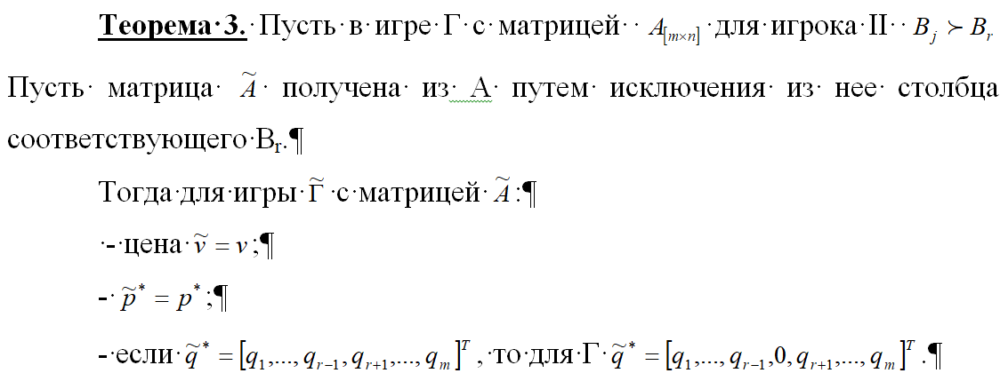 Теорема·3.·Пусть·в·игре·Г·с·матрицей··A[m×n]·для·игрока·II··Bj ≻ Br
Пусть·матрица·Ã·получена·из·А·путем·исключения·из·нее·столбца
соответствующего·Br.¶
Тогда·для·игры·Γ̃·с·матрицей·Ã:¶
·-·цена·ṽ = v;¶
-·p̃* = p*;¶
-·если·q̃* = [q1,...,qr−1,qr+1,...,qm]T,·то·для·Г·q̃* = [q1,...,qr−1,0,qr+1,...,qm]T.¶